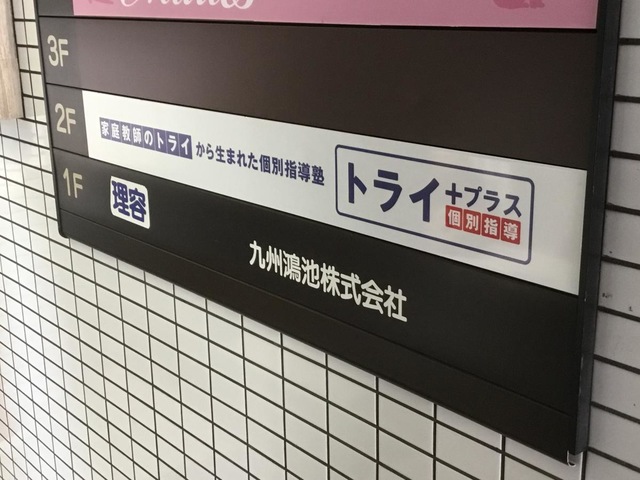 3F
2F
家庭教師のトライから生まれた個別指導塾
トライ+プラス
個別指導
1F
理容
九州鴻池株式会社